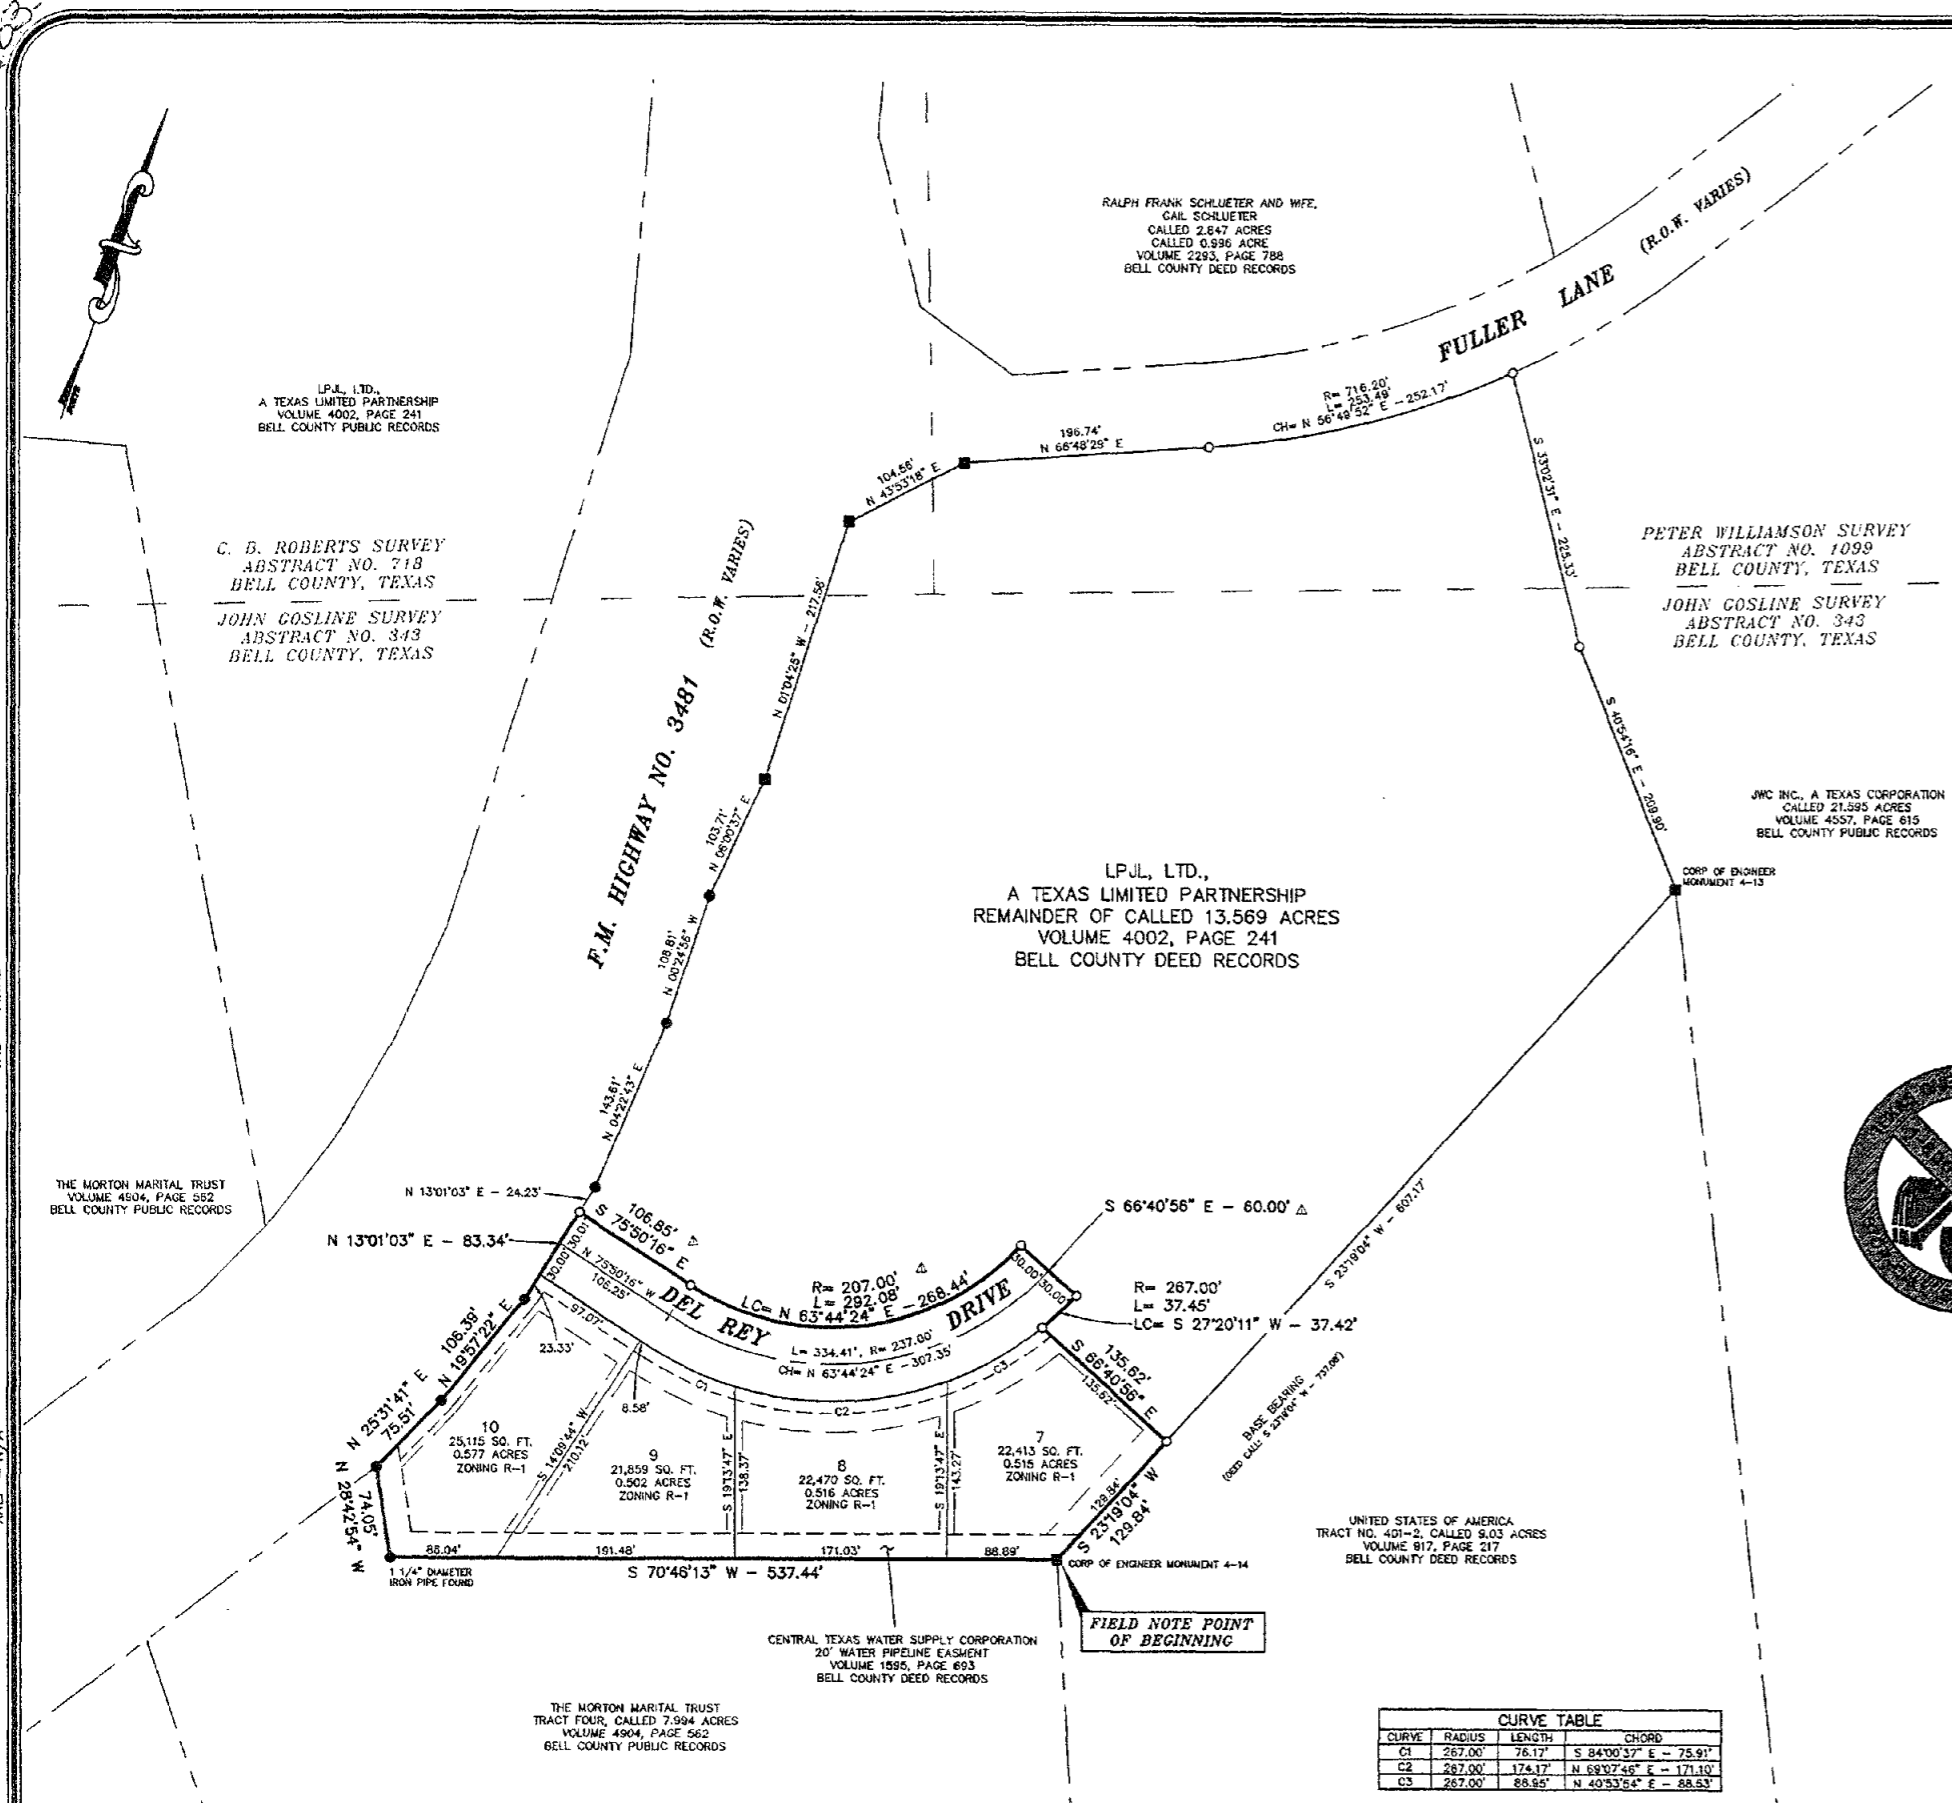 RALPH FRANK SCHLUETER AND WIFE,
GAIL SCHLUETER
CALLED 2.847 ACRES
CALLED 0.996 ACRE
VOLUME 2293, PAGE 788
BELL COUNTY DEED RECORDS
FULLER LANE (R.O.W. VARIES)
LPJL, LTD.,
A TEXAS LIMITED PARTNERSHIP
VOLUME 4002, PAGE 241
BELL COUNTY PUBLIC RECORDS
R= 716.20'
L= 253.49'
CH= N 56°49'52" E - 252.17'
196.74'
N 66°48'29" E
104.56'
N 43°53'18" E
S 33°02'31" E - 225.33'
C. B. ROBERTS SURVEY
ABSTRACT NO. 718
BELL COUNTY, TEXAS
JOHN GOSLINE SURVEY
ABSTRACT NO. 343
BELL COUNTY, TEXAS
PETER WILLIAMSON SURVEY
ABSTRACT NO. 1099
BELL COUNTY, TEXAS
JOHN GOSLINE SURVEY
ABSTRACT NO. 343
BELL COUNTY, TEXAS
F.M. HIGHWAY NO. 3481 (R.O.W. VARIES)
N 01°04'25" W - 217.56'
S 40°54'16" E - 209.90'
JWC INC., A TEXAS CORPORATION
CALLED 21.595 ACRES
VOLUME 4557, PAGE 615
BELL COUNTY PUBLIC RECORDS
103.71'
N 06°00'37" E
CORP OF ENGINEER
MONUMENT 4-13
LPJL, LTD.,
A TEXAS LIMITED PARTNERSHIP
REMAINDER OF CALLED 13.569 ACRES
VOLUME 4002, PAGE 241
BELL COUNTY DEED RECORDS
108.81'
N 00°24'56" W
143.61'
N 04°22'43" E
THE MORTON MARITAL TRUST
VOLUME 4904, PAGE 562
BELL COUNTY PUBLIC RECORDS
N 13°01'03" E - 24.23'
N 13°01'03" E - 83.34'
106.85'
S 75°50'16" E
S 66°40'56" E - 60.00'
S 23°19'04" W - 607.17'
30.01'
30.00'
N 75°50'16" W
106.25'
R= 207.00'
L= 292.08'
LC= N 63°44'24" E - 268.44'
30.00'
30.00'
R= 267.00'
L= 37.45'
LC= S 27°20'11" W - 37.42'
DEL REY DRIVE
L= 334.41', R= 237.00'
CH= N 63°44'24" E - 307.35'
106.39'
N 19°57'22" E
97.07'
23.33'
8.58'
C1
C2
C3
135.62'
S 66°40'56" E
135.62'
BASE BEARING
(DEED CALL: S 23°19'04" W - 737.08')
N 25°31'41" E
75.51'
10
25,115 SQ. FT.
0.577 ACRES
ZONING R-1
S 14°09'44" W
210.12'
9
21,859 SQ. FT.
0.502 ACRES
ZONING R-1
S 19°13'47" E
138.37'
8
22,470 SQ. FT.
0.516 ACRES
ZONING R-1
S 19°13'47" E
143.27'
7
22,413 SQ. FT.
0.515 ACRES
ZONING R-1
129.84'
S 23°19'04" W
129.84'
74.05'
N 28°42'54" W
191.48'
171.03'
88.89'
S 70°46'13" W - 537.44'
1 1/4" DIAMETER
IRON PIPE FOUND
CORP OF ENGINEER MONUMENT 4-14
UNITED STATES OF AMERICA
TRACT NO. 401-2, CALLED 9.03 ACRES
VOLUME 917, PAGE 217
BELL COUNTY DEED RECORDS
FIELD NOTE POINT
OF BEGINNING
CENTRAL TEXAS WATER SUPPLY CORPORATION
20' WATER PIPELINE EASMENT
VOLUME 1595, PAGE 693
BELL COUNTY DEED RECORDS
THE MORTON MARITAL TRUST
TRACT FOUR, CALLED 7.994 ACRES
VOLUME 4904, PAGE 562
BELL COUNTY PUBLIC RECORDS
CURVE TABLE
CURVE RADIUS LENGTH CHORD
C1 267.00' 76.17' S 84°00'37" E - 75.91'
C2 267.00' 174.17' N 69°07'46" E - 171.10'
C3 267.00' 88.95' N 40°53'54" E - 88.53'